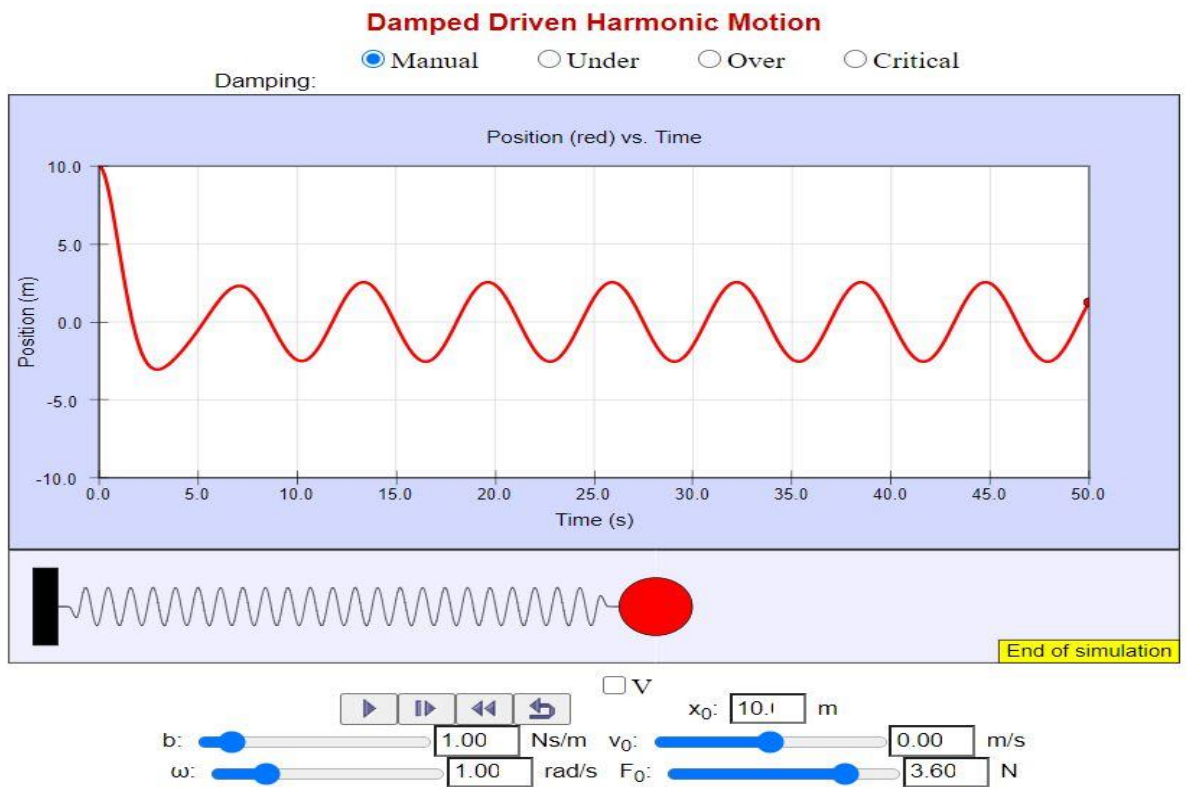 Damped Driven Harmonic Motion
Damping: Manual Under Over Critical
Position (red) vs. Time
Position (m)
10.0
5.0
0.0
-5.0
-10.0
0.0 5.0 10.0 15.0 20.0 25.0 30.0 35.0 40.0 45.0 50.0
Time (s)
End of simulation
V
x0: 10.( m
b: 1.00 Ns/m v0: 0.00 m/s
ω: 1.00 rad/s F0: 3.60 N